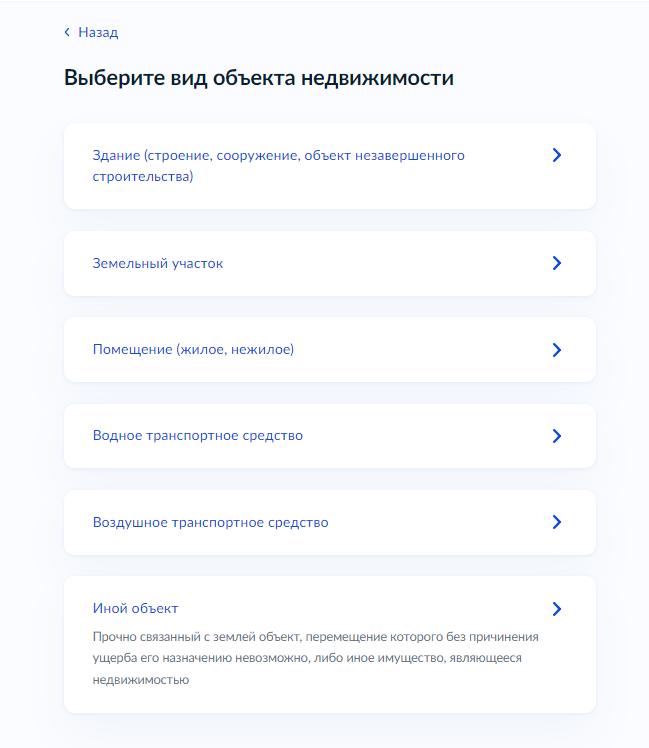 Назад
Выберите вид объекта недвижимости
Здание (строение, сооружение, объект незавершенного
строительства)
Земельный участок
Помещение (жилое, нежилое)
Водное транспортное средство
Воздушное транспортное средство
Иной объект
Прочно связанный с землей объект, перемещение которого без причинения
ущерба его назначению невозможно, либо иное имущество, являющееся
недвижимостью